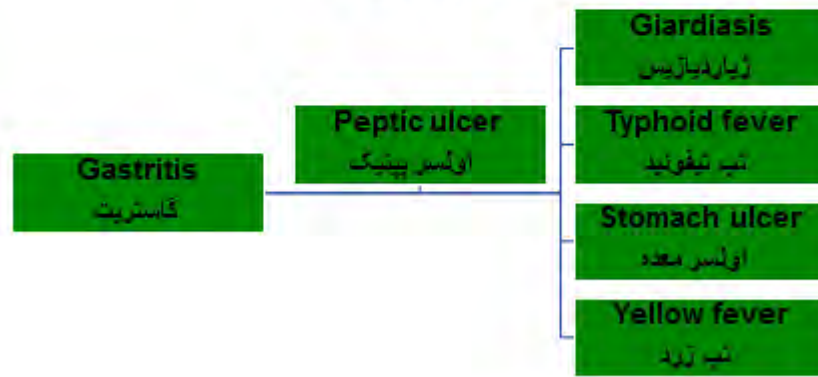 Gastritis
گاستریت
Peptic ulcer
اولسر پپتیک
Giardiasis
ژیاردیازیس
Typhoid fever
تب تیفوئید
Stomach ulcer
اولسر معده
Yellow fever
تب زرد